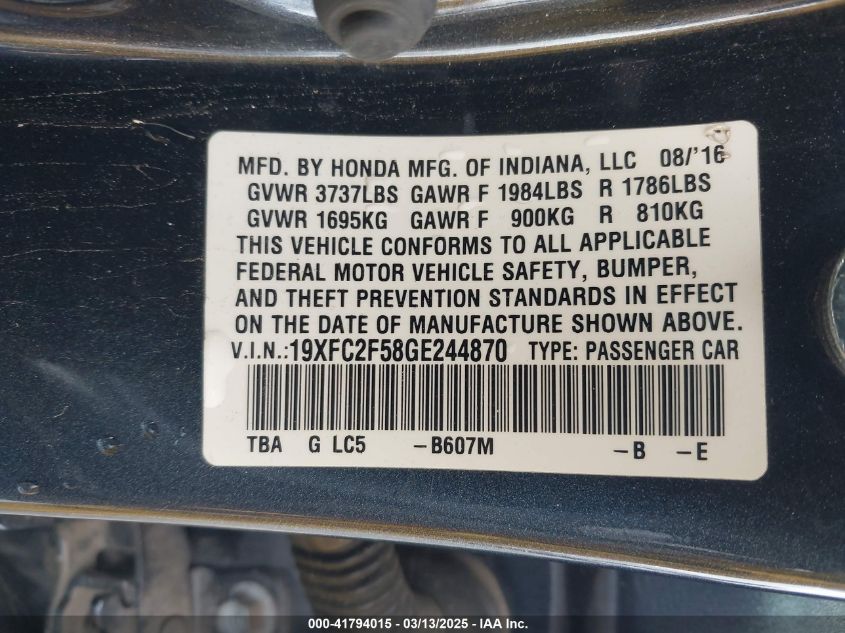 MFD. BY HONDA MFG. OF INDIANA, LLC 08/'16
GVWR 3737LBS GAWR F 1984LBS R 1786LBS
GVWR 1695KG GAWR F 900KG R 810KG
THIS VEHICLE CONFORMS TO ALL APPLICABLE
FEDERAL MOTOR VEHICLE SAFETY, BUMPER,
AND THEFT PREVENTION STANDARDS IN EFFECT
ON THE DATE OF MANUFACTURE SHOWN ABOVE.
V.I.N.:19XFC2F58GE244870 TYPE: PASSENGER CAR
TBA G LC5 -B607M -B -E
000-41794015 - 03/13/2025 - IAA Inc.